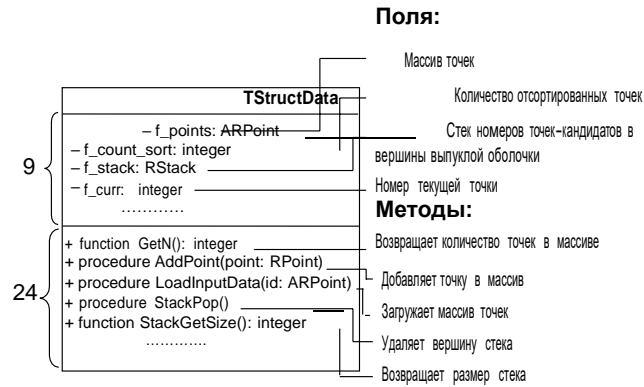 Поля:
Массив точек
TStructData
Количество отсортированных точек
– f_points: ARPoint
Стек номеров точек-кандидатов в
– f_count_sort: integer
вершины выпуклой оболочки
9
– f_stack: RStack
– f_curr: integer
Номер текущей точки
…………
Методы:
+ function GetN(): integer
Возвращает количество точек в массиве
+ procedure AddPoint(point: RPoint)
Добавляет точку в массив
+ procedure LoadInputData(id: ARPoint)
24
Загружает массив точек
+ procedure StackPop()
+ function StackGetSize(): integer
Удаляет вершину стека
………….
Возвращает размер стека